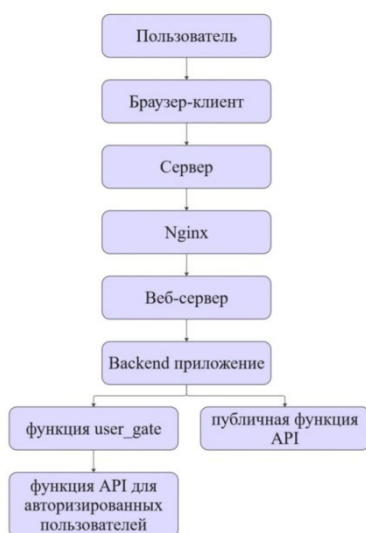 Пользователь
Браузер-клиент
Сервер
Nginx
Веб-сервер
Backend приложение
функция user_gate
публичная функция
API
функция API для
авторизированных
пользователей